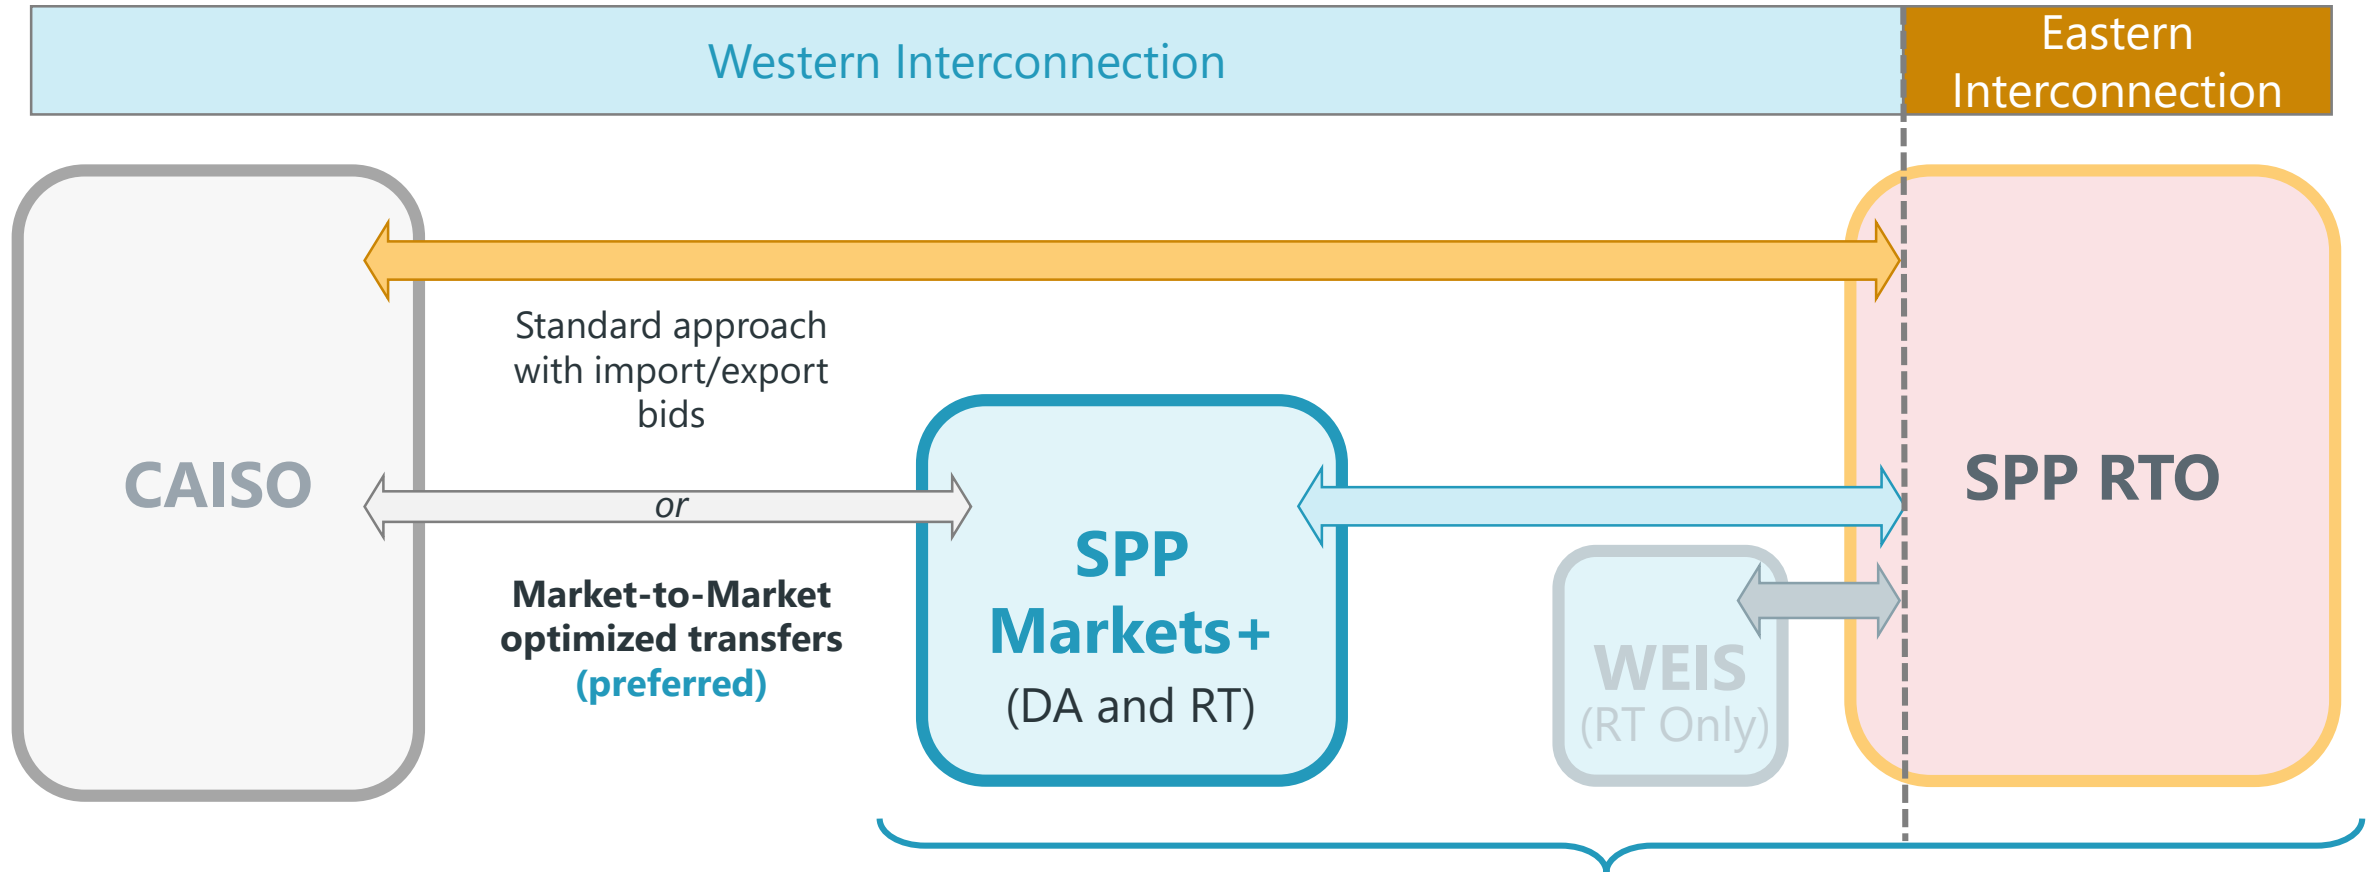 Western Interconnection
Eastern
Interconnection
Standard approach
with import/export
bids
CAISO
or
SPP RTO
Market-to-Market
optimized transfers
(preferred)
SPP
Markets+
(DA and RT)
WEIS
(RT Only)